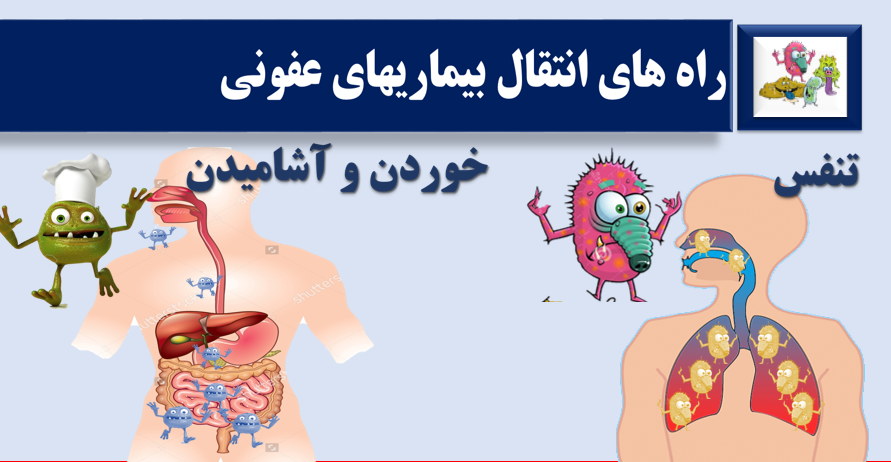 راه های انتقال بیماریهای عفونی
تنفس
خوردن و آشامیدن